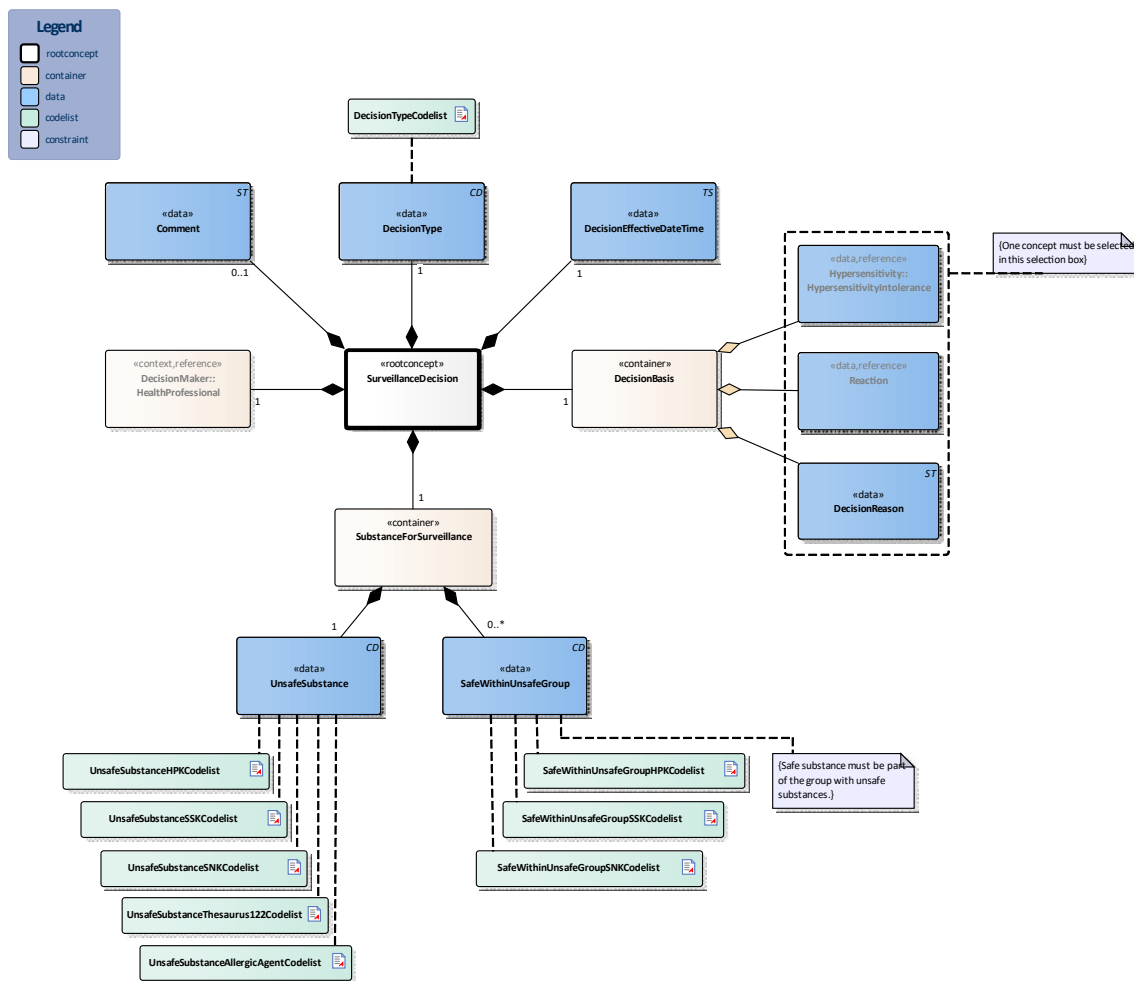 Legend
rootconcept
container
data
codelist
constraint
DecisionTypeCodelist
ST
«data»
Comment
0..1
CD
«data»
DecisionType
1
TS
«data»
DecisionEffectiveDateTime
1
«data,reference»
Hypersensitivity::
HypersensitivityIntolerance
{One concept must be selected
in this selection box}
«context,reference»
DecisionMaker::
HealthProfessional
1
«rootconcept»
SurveillanceDecision
«container»
DecisionBasis
1
«data,reference»
Reaction
ST
«data»
DecisionReason
1
«container»
SubstanceForSurveillance
1
0..*
CD
«data»
UnsafeSubstance
CD
«data»
SafeWithinUnsafeGroup
UnsafeSubstanceHPKCodelist
SafeWithinUnsafeGroupHPKCodelist
{Safe substance must be part
of the group with unsafe
substances.}
UnsafeSubstanceSSKCodelist
SafeWithinUnsafeGroupSSKCodelist
UnsafeSubstanceSNKCodelist
SafeWithinUnsafeGroupSNKCodelist
UnsafeSubstanceThesaurus122Codelist
UnsafeSubstanceAllergicAgentCodelist